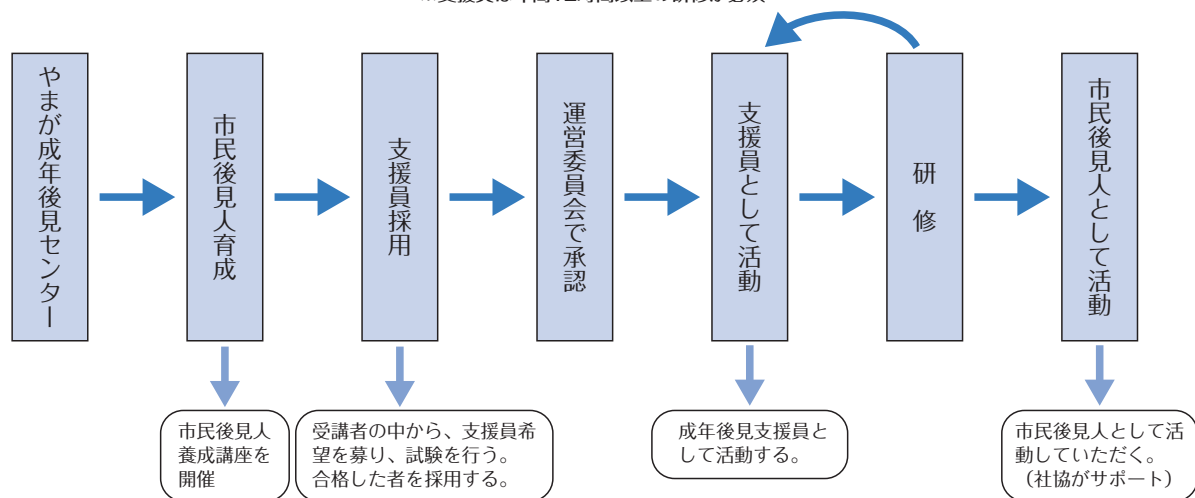 やまが成年後見センター
市民後見人育成
支援員採用
運営委員会で承認
支援員として活動
研修
市民後見人として活動
市民後見人
養成講座を
開催
受講者の中から、支援員希
望を募り、試験を行う。
合格した者を採用する。
成年後見支援員と
して活動する。
市民後見人として活
動していただく。
（社協がサポート）